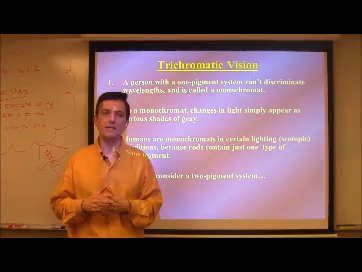 Trichromatic Vision
1. A person with a one-pigment system can't discriminate
wavelengths, and is called a monochromat.
a monochromat, changes in light simply appear as
various shades of gray.
Humans are monochromats in certain lighting (scotopic)
conditions, because rods contain just one type of
pigment.
consider a two-pigment system....